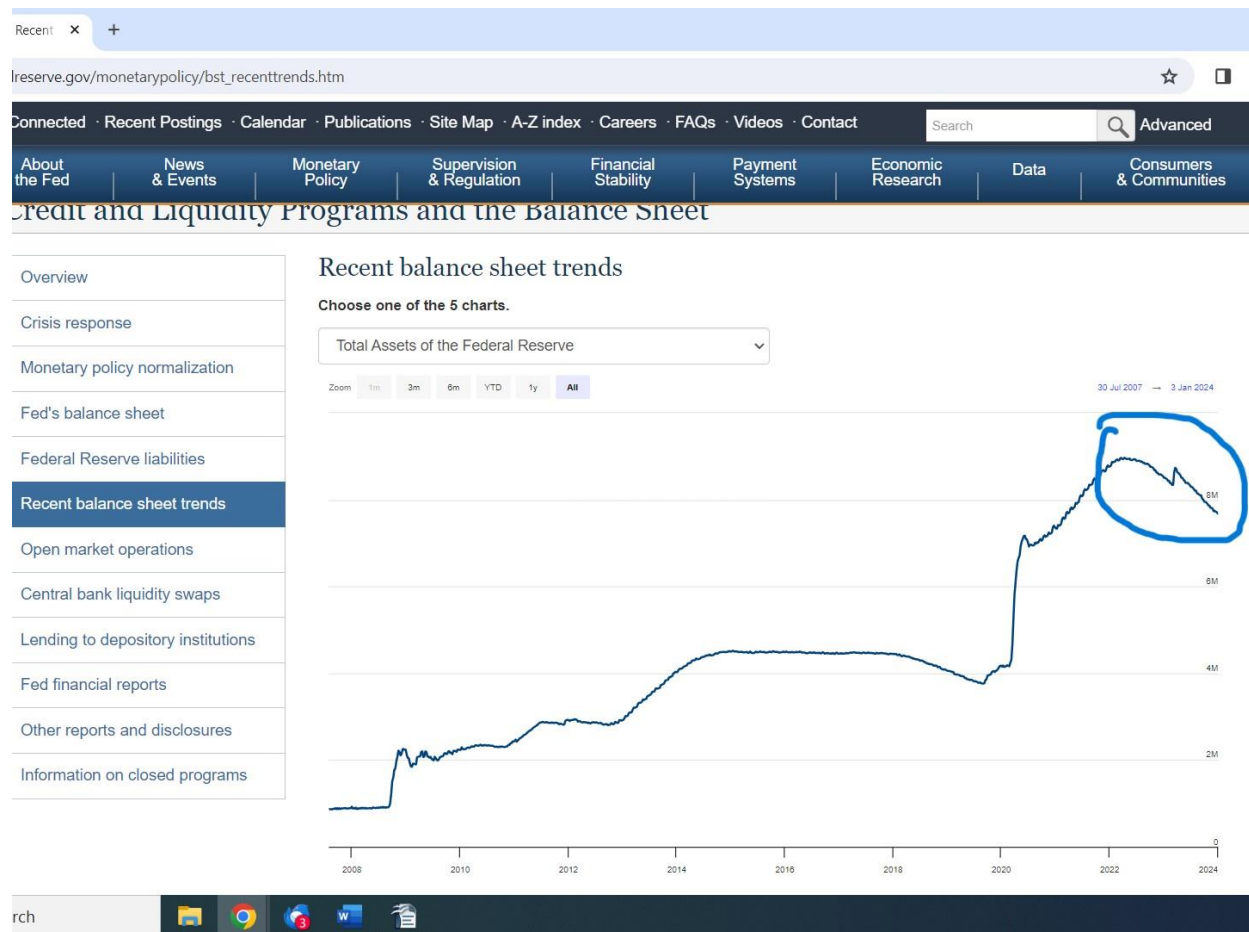 Recent
lreserve.gov/monetarypolicy/bst_recenttrends.htm
Connected · Recent Postings · Calendar · Publications · Site Map · A-Z index · Careers · FAQs · Videos · Contact
Search
Advanced
About the Fed
News & Events
Monetary Policy
Supervision & Regulation
Financial Stability
Payment Systems
Economic Research
Data
Consumers & Communities
Credit and Liquidity Programs and the Balance Sheet
Overview
Crisis response
Monetary policy normalization
Fed's balance sheet
Federal Reserve liabilities
Recent balance sheet trends
Open market operations
Central bank liquidity swaps
Lending to depository institutions
Fed financial reports
Other reports and disclosures
Information on closed programs
Recent balance sheet trends
Choose one of the 5 charts.
Total Assets of the Federal Reserve
Zoom 1m 3m 6m YTD 1y All
30 Jul 2007 → 3 Jan 2024
8M
6M
4M
2M
0
2008 2010 2012 2014 2016 2018 2020 2022 2024
rch
3
W